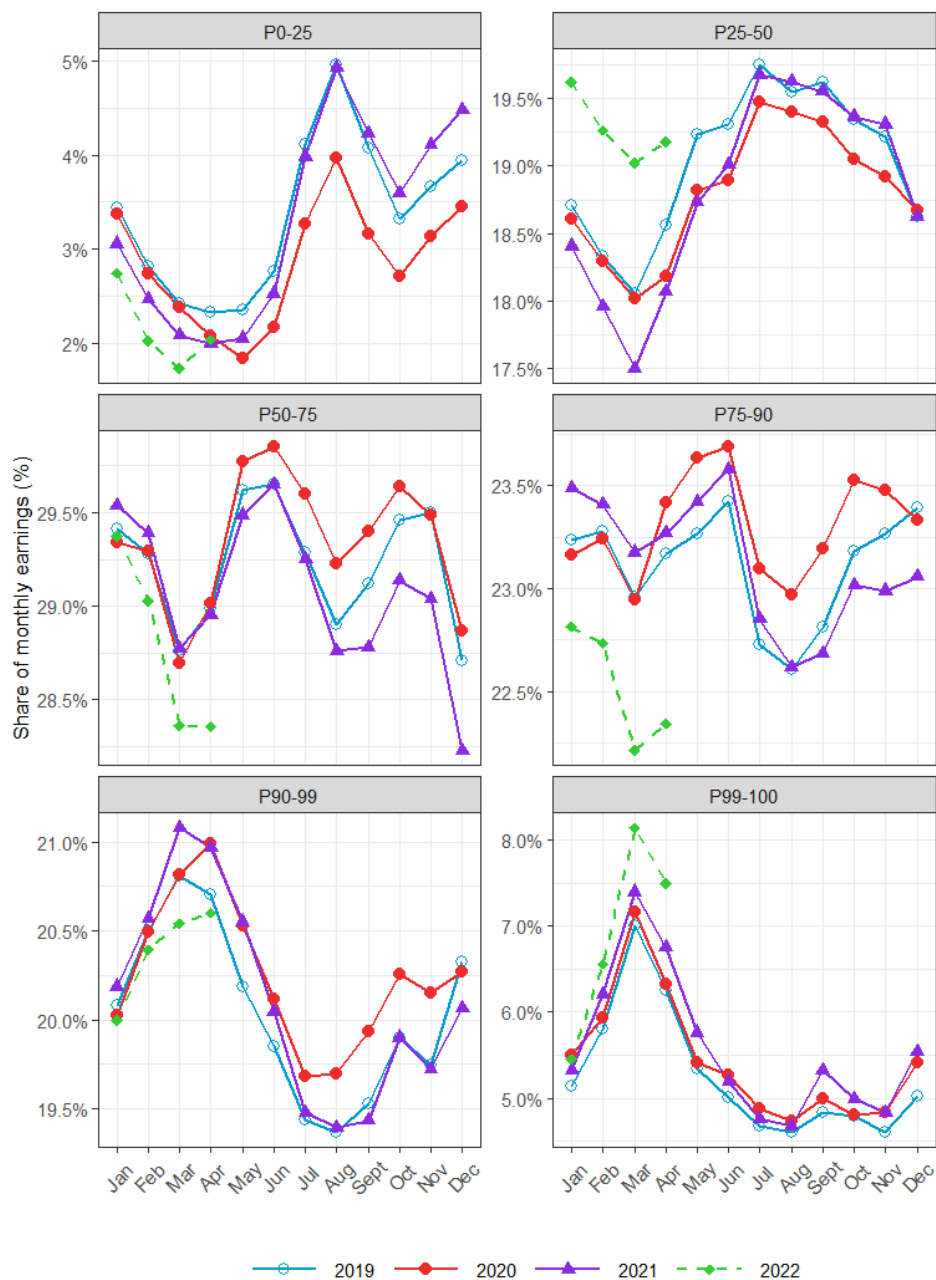 P0-25
P25-50
5%
4%
3%
2%
19.5%
19.0%
18.5%
18.0%
17.5%
P50-75
P75-90
29.5%
29.0%
28.5%
23.5%
23.0%
22.5%
Share of monthly earnings (%)
P90-99
P99-100
21.0%
20.5%
20.0%
19.5%
8.0%
7.0%
6.0%
5.0%
Jan Feb Mar Apr May Jun Jul Aug Sept Oct Nov Dec
Jan Feb Mar Apr May Jun Jul Aug Sept Oct Nov Dec
2019 2020 2021 2022